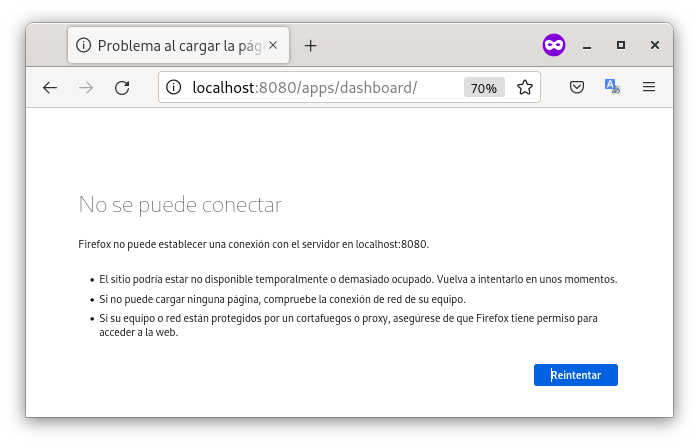 Problema al cargar la pági
localhost:8080/apps/dashboard/ 70%
No se puede conectar
Firefox no puede establecer una conexión con el servidor en localhost:8080.
El sitio podría estar no disponible temporalmente o demasiado ocupado. Vuelva a intentarlo en unos momentos.
Si no puede cargar ninguna página, compruebe la conexión de red de su equipo.
Si su equipo o red están protegidos por un cortafuegos o proxy, asegúrese de que Firefox tiene permiso para
acceder a la web.
Reintentar